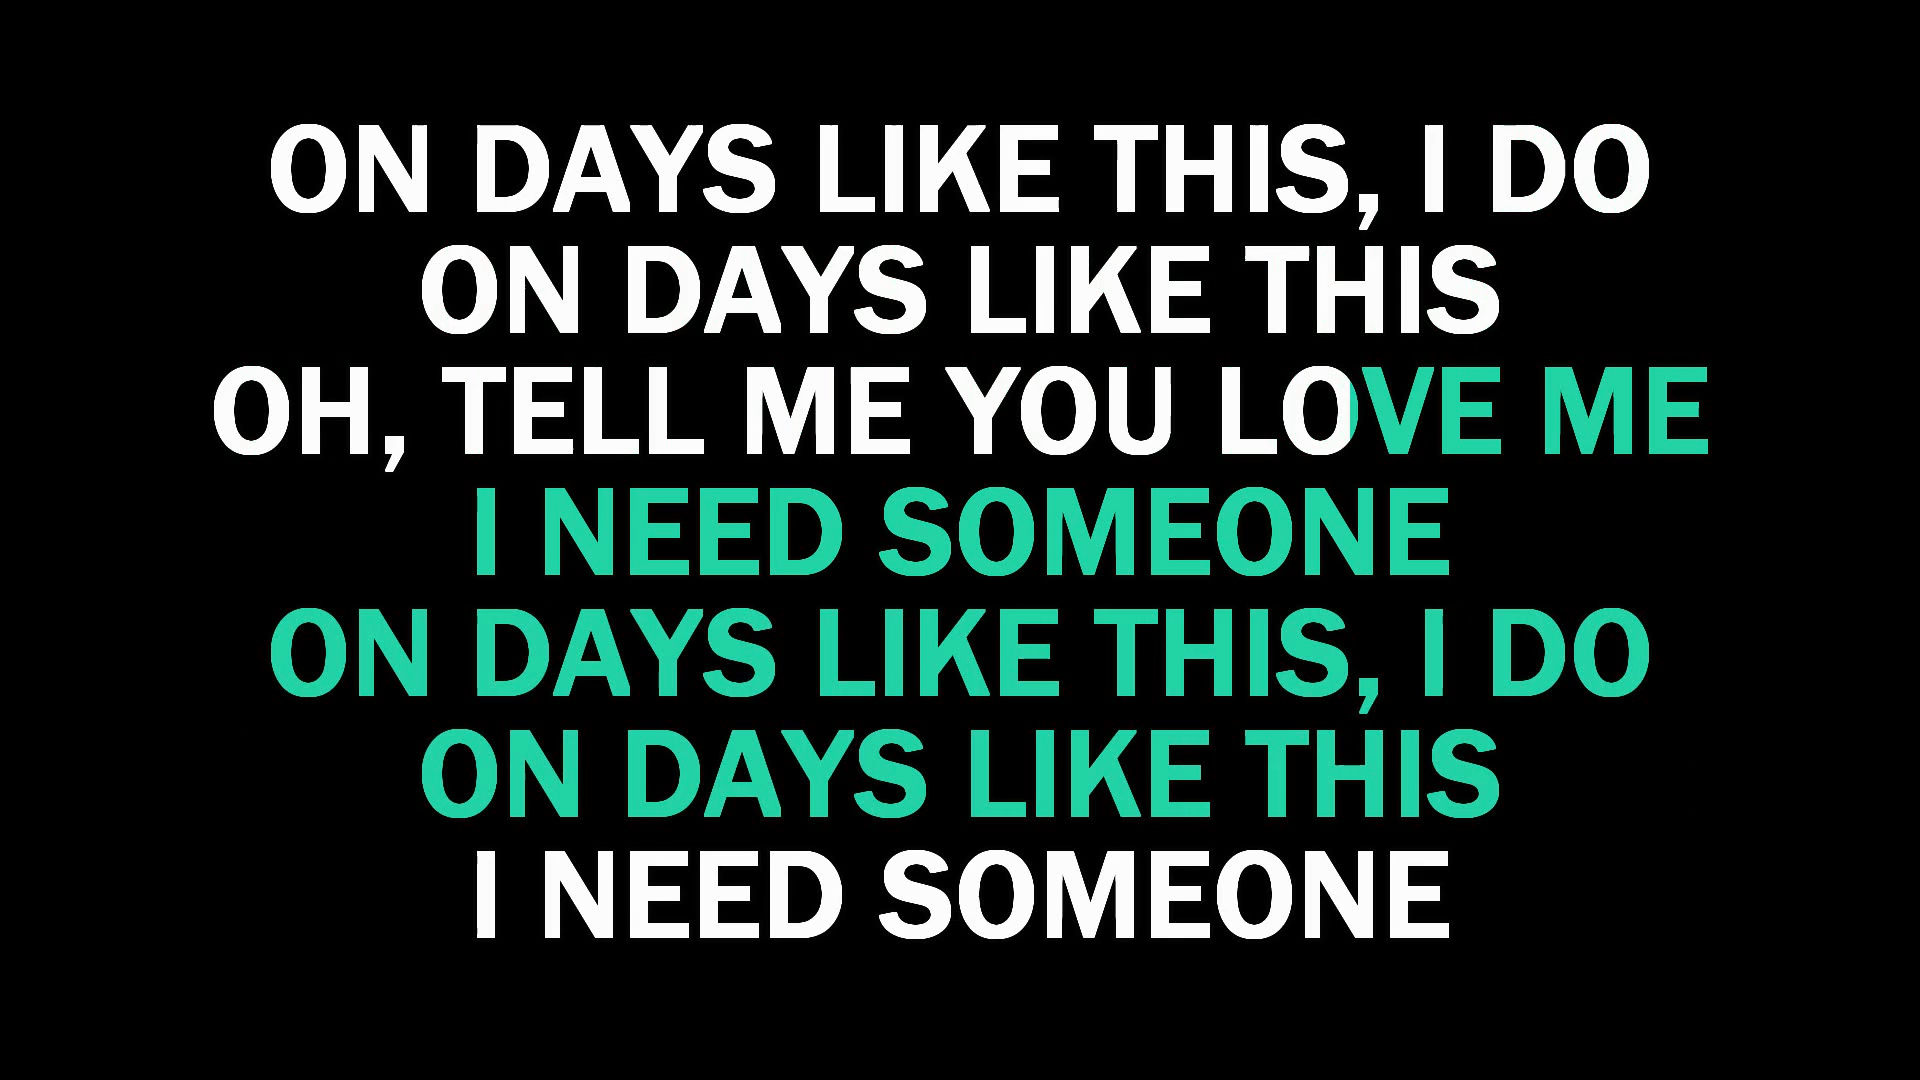 ON DAYS LIKE THIS, I DO
ON DAYS LIKE THIS
OH, TELL ME YOU LOVE ME
I NEED SOMEONE
ON DAYS LIKE THIS, I DO
ON DAYS LIKE THIS
I NEED SOMEONE